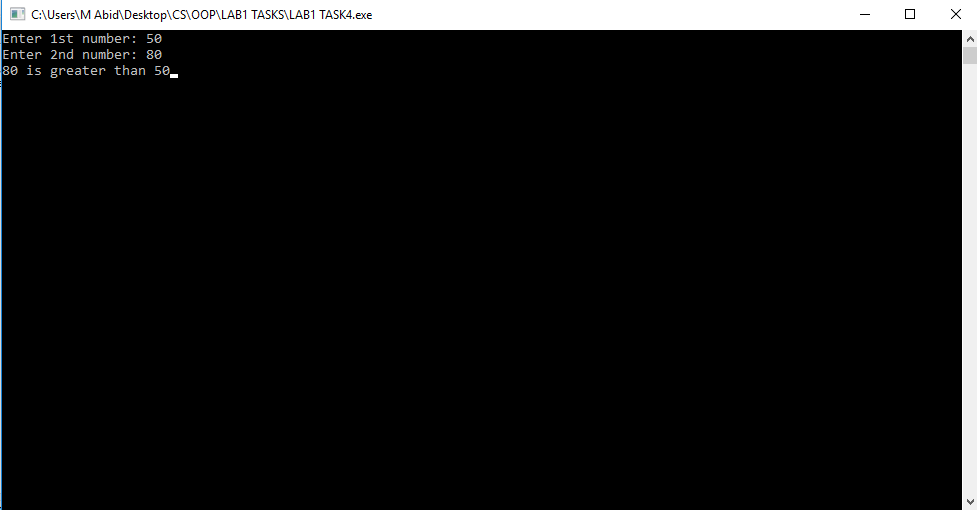 C:\Users\M Abid\Desktop\CS\OOP\LAB1 TASKS\LAB1 TASK4.exe
Enter 1st number: 50
Enter 2nd number: 80
80 is greater than 50